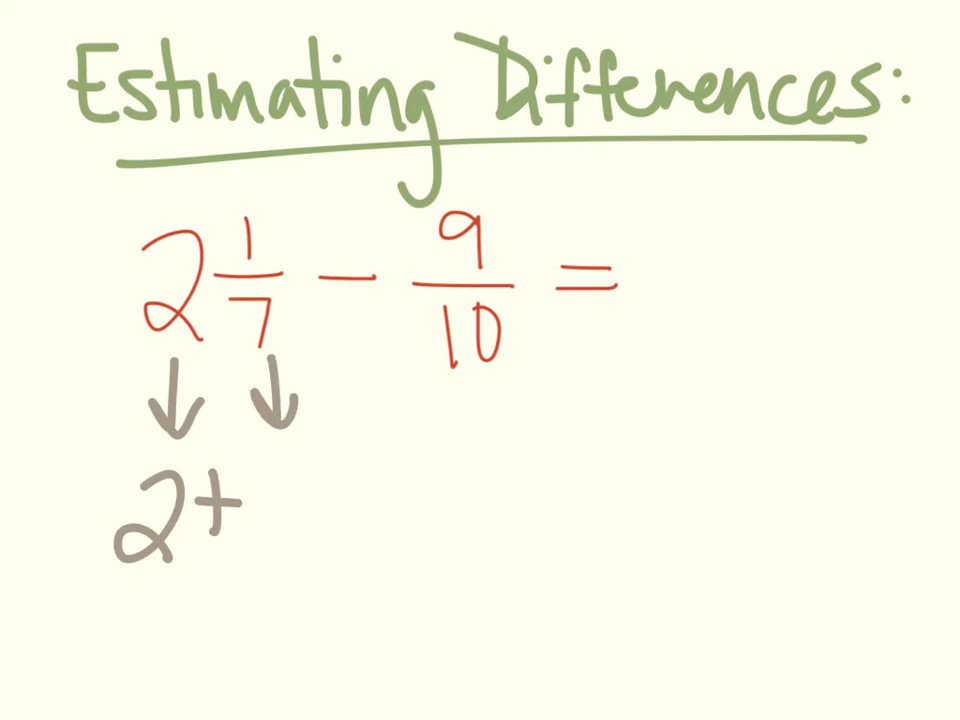 Estimating Differences:
2 1/7 - 9/10 =
↓ ↓
2 +